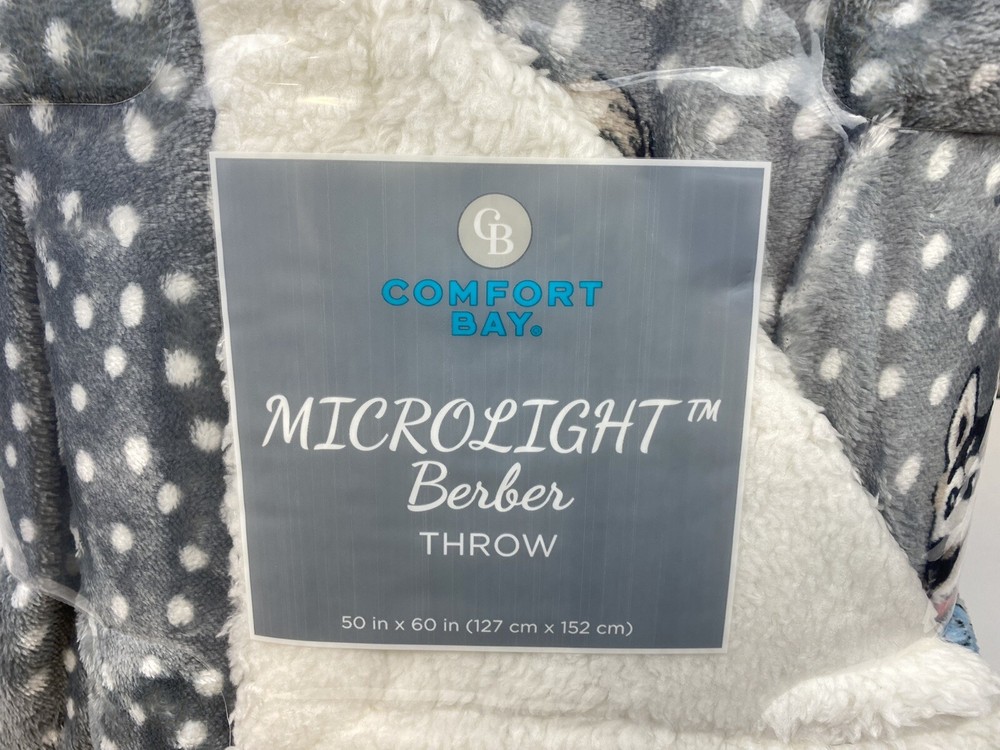 CB
COMFORT
BAY®
MICROLIGHT™
Berber
THROW
50 in x 60 in (127 cm x 152 cm)